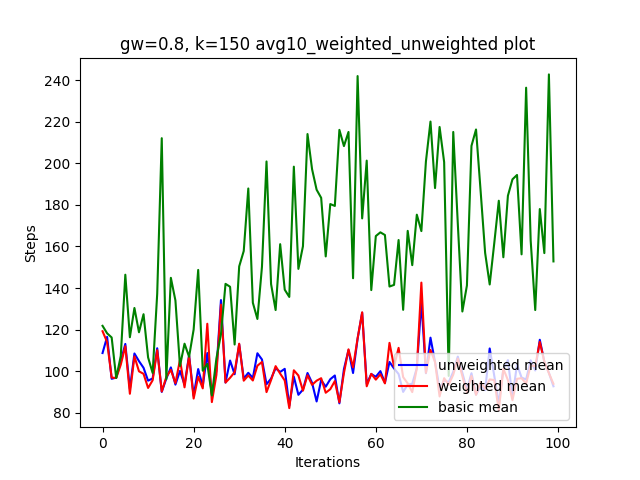 gw=0.8, k=150 avg10_weighted_unweighted plot
Steps
240
220
200
180
160
140
120
100
80
0
20
40
60
80
100
Iterations
unweighted mean
weighted mean
basic mean